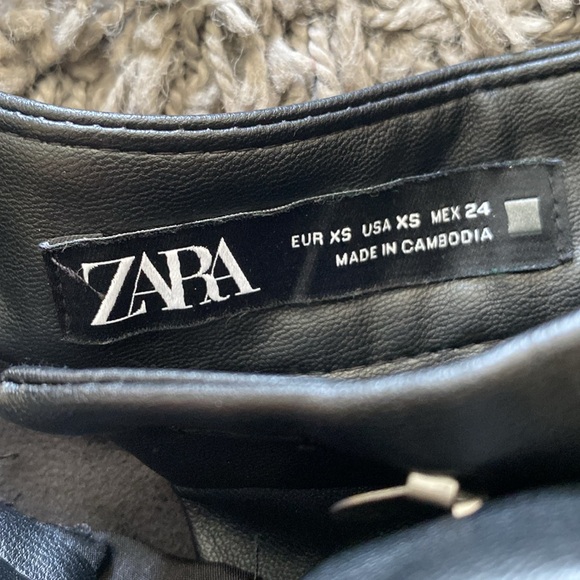 ZARA
EUR XS USA XS MEX 24
MADE IN CAMBODIA